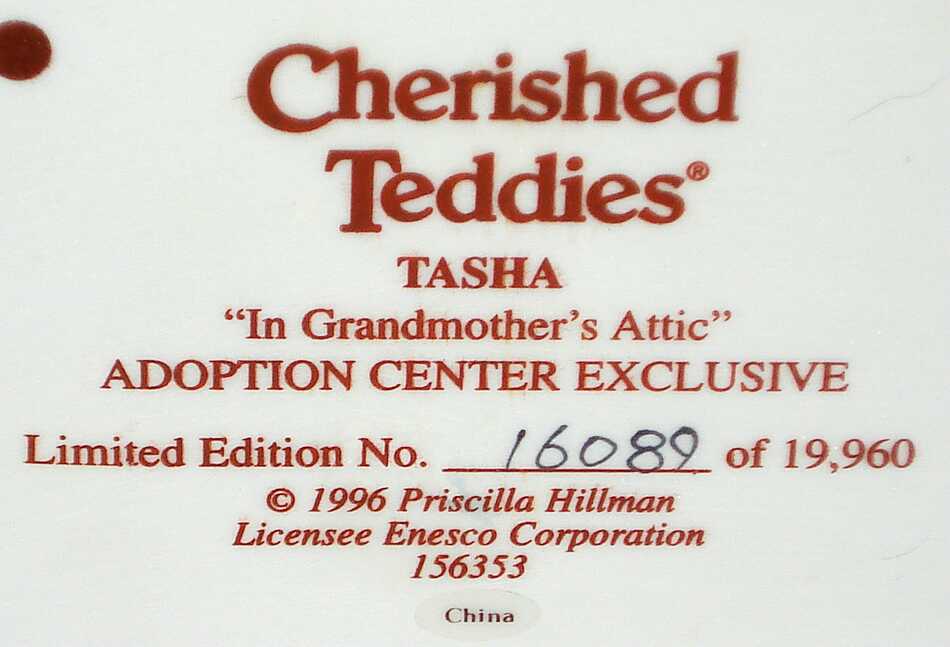 Cherished
Teddies®
TASHA
“In Grandmother’s Attic”
ADOPTION CENTER EXCLUSIVE
Limited Edition No. 16089 of 19,960
© 1996 Priscilla Hillman
Licensee Enesco Corporation
156353
China